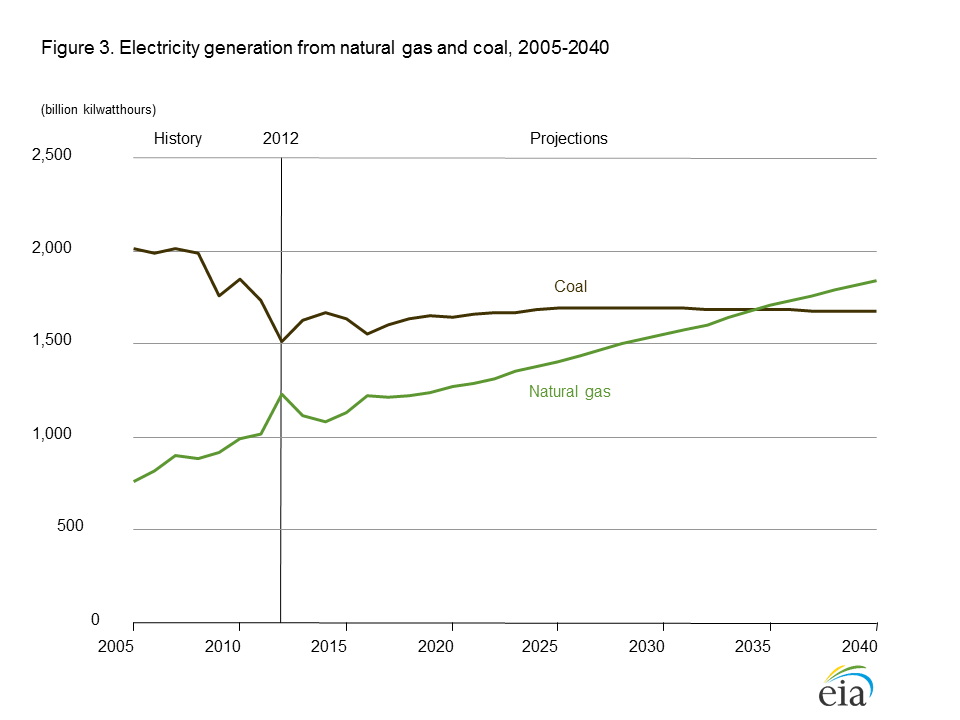 Figure 3. Electricity generation from natural gas and coal, 2005-2040
(billion kilwatthours)
History 2012 Projections
2,500
2,000
Coal
1,500
Natural gas
1,000
500
0
2005 2010 2015 2020 2025 2030 2035 2040
eia